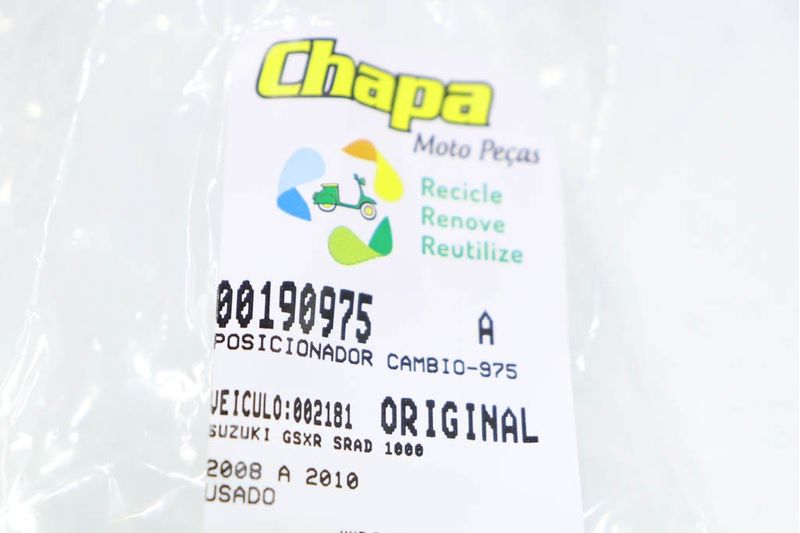 Chapa
Moto Peças
Recicle
Renove
Reutilize
00190975 A
POSICIONADOR CAMBIO-975
VEICULO:002181 ORIGINAL
SUZUKI GSXR SRAD 1000
2008 A 2010
USADO